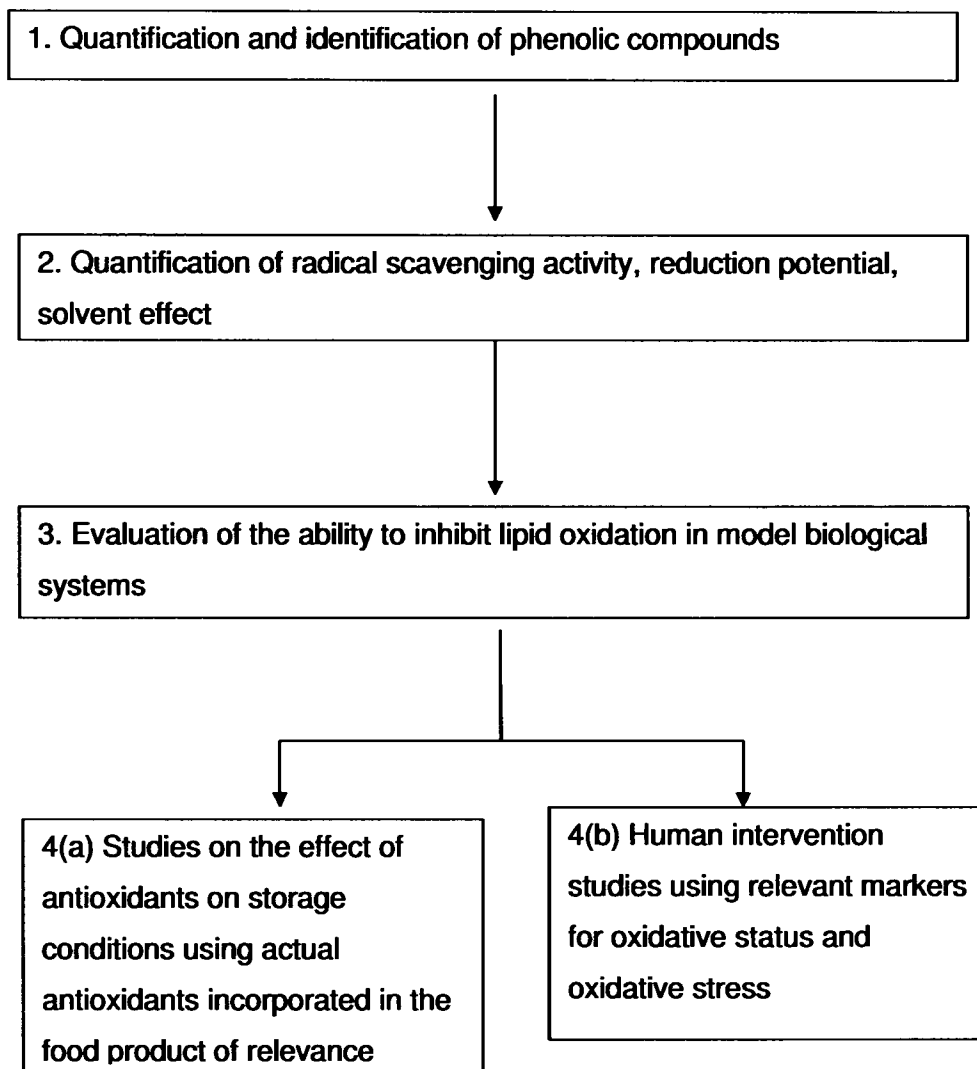 1. Quantification and identification of phenolic compounds
2. Quantification of radical scavenging activity, reduction potential,
solvent effect
3. Evaluation of the ability to inhibit lipid oxidation in model biological
systems
4(a) Studies on the effect of
antioxidants on storage
conditions using actual
antioxidants incorporated in the
food product of relevance
4(b) Human intervention
studies using relevant markers
for oxidative status and
oxidative stress